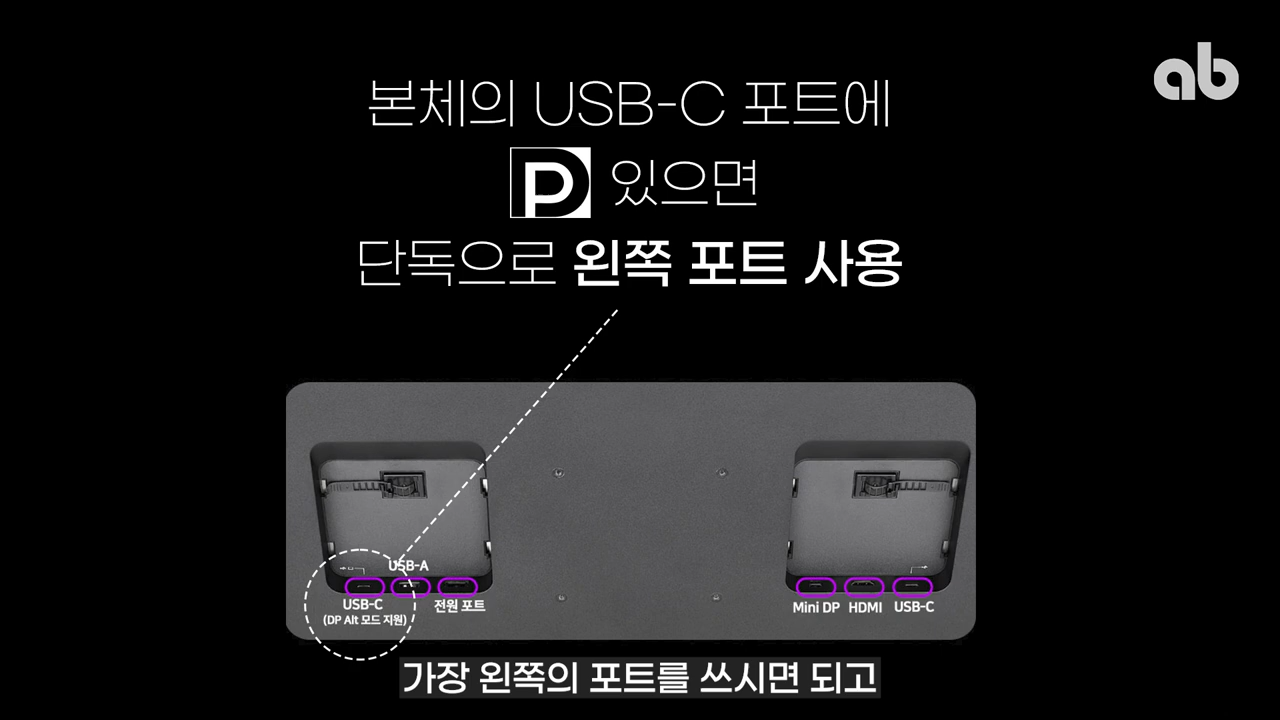 ab
본체의 USB-C 포트에
D 있으면
단독으로 왼쪽 포트 사용
USB-A
USB-C
(DP Alt 모드 지원)
전원 포트
Mini DP HDMI USB-C
가장 왼쪽의 포트를 쓰시면 되고